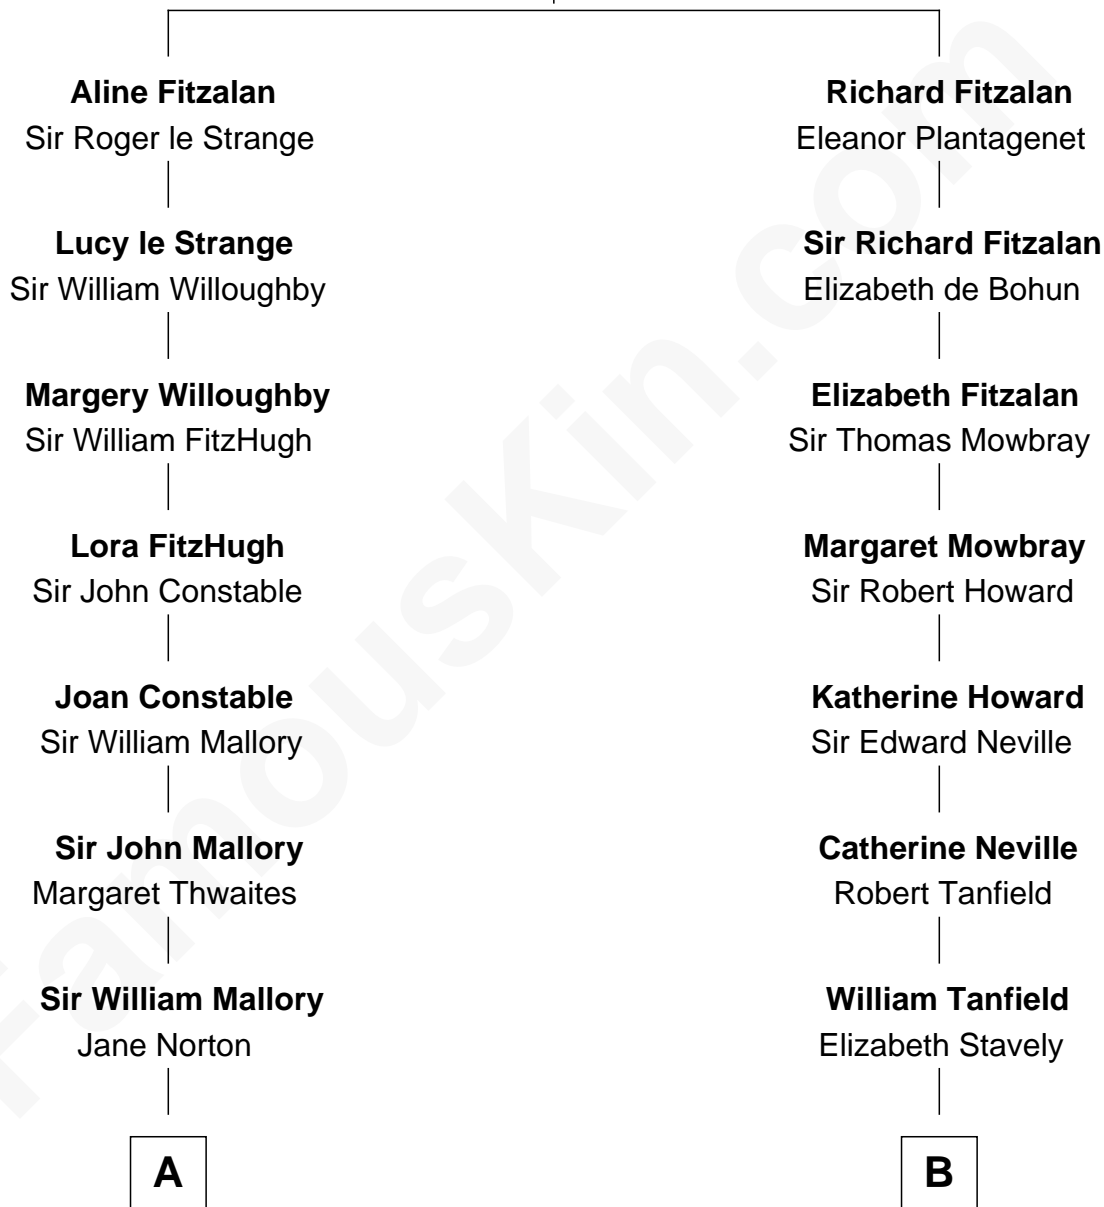 Aline Fitzalan
Sir Roger le Strange
Lucy le Strange
Sir William Willoughby
Margery Willoughby
Sir William FitzHugh
Lora FitzHugh
Sir John Constable
Joan Constable
Sir William Mallory
Sir John Mallory
Margaret Thwaites
Sir William Mallory
Jane Norton
A
Richard Fitzalan
Eleanor Plantagenet
Sir Richard Fitzalan
Elizabeth de Bohun
Elizabeth Fitzalan
Sir Thomas Mowbray
Margaret Mowbray
Sir Robert Howard
Katherine Howard
Sir Edward Neville
Catherine Neville
Robert Tanfield
William Tanfield
Elizabeth Stavely
B
FamousKin.com